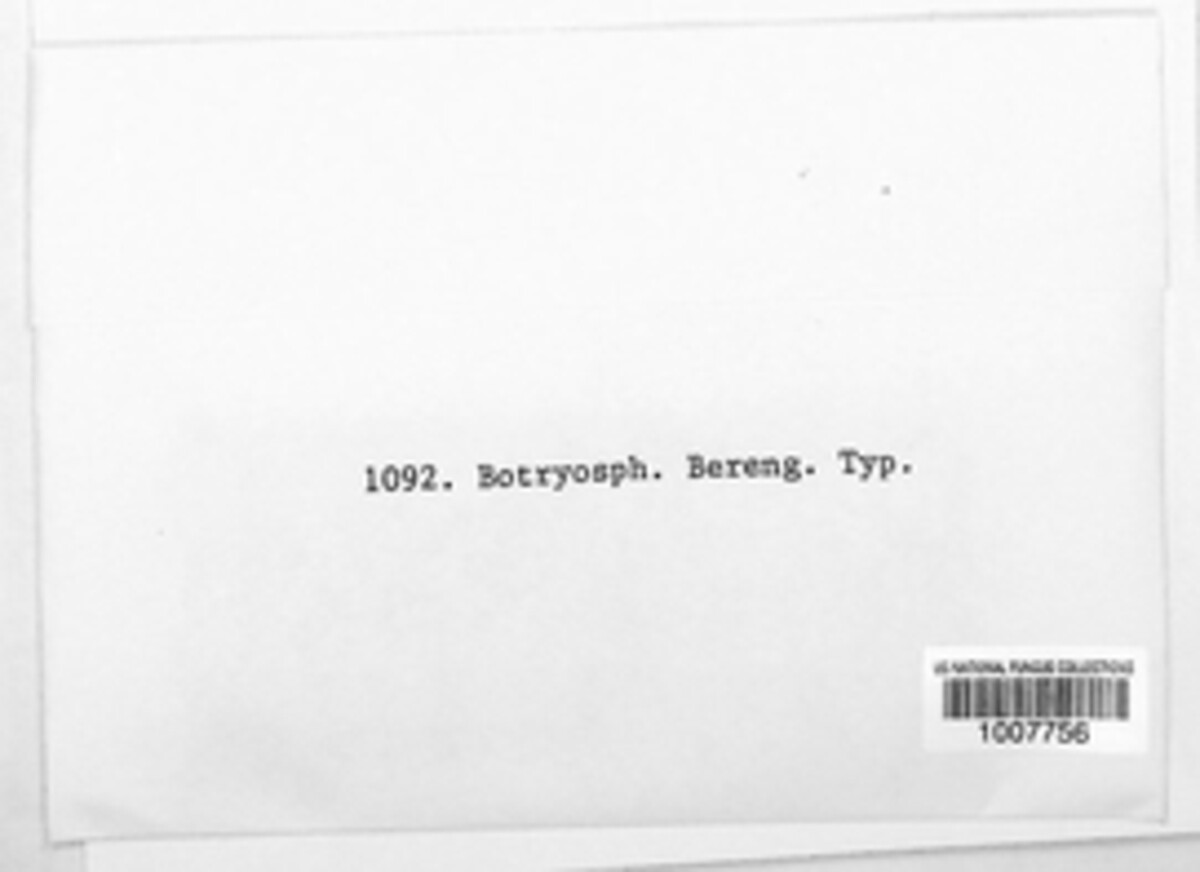 1092. Botryosph. Bereng. Typ.
US NATIONAL FUNGUS COLLECTIONS
1007756